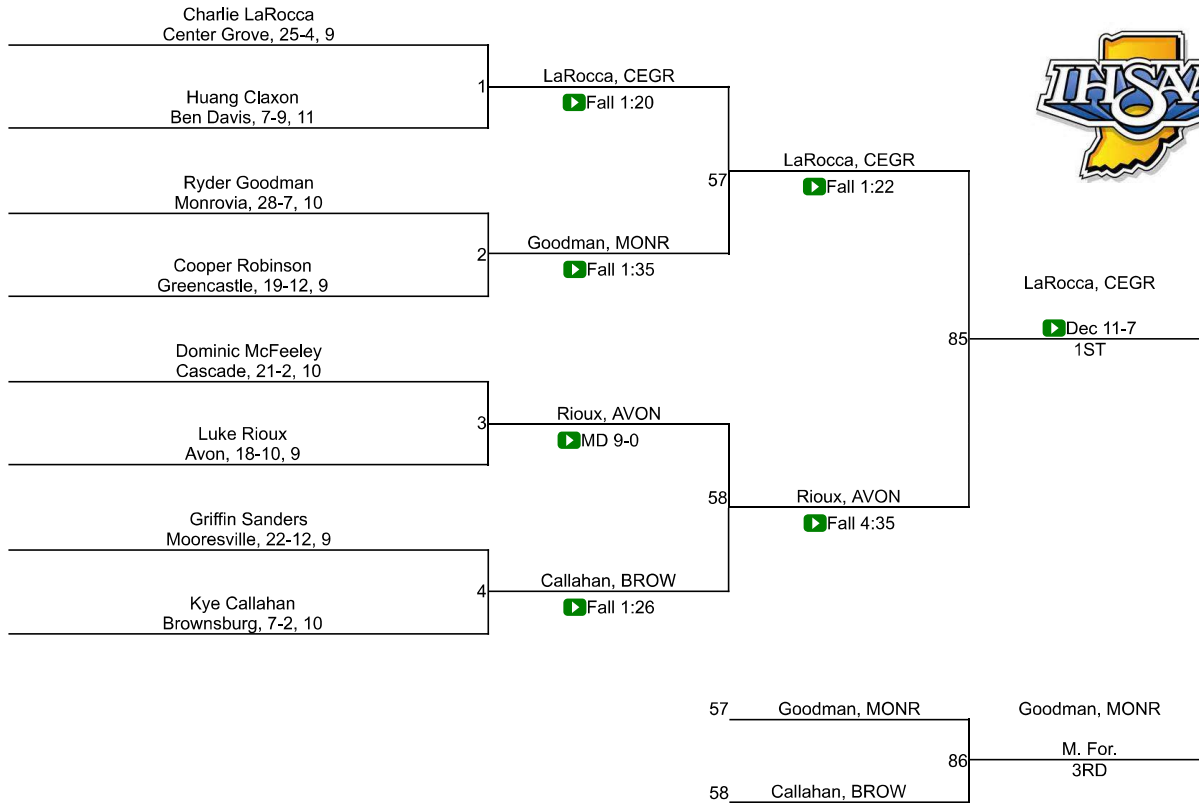 Charlie LaRocca
Center Grove, 25-4, 9
Huang Claxon
Ben Davis, 7-9, 11
Ryder Goodman
Monrovia, 28-7, 10
Cooper Robinson
Greencastle, 19-12, 9
Dominic McFeeley
Cascade, 21-2, 10
Luke Rioux
Avon, 18-10, 9
Griffin Sanders
Mooresville, 22-12, 9
Kye Callahan
Brownsburg, 7-2, 10
1
LaRocca, CEGR
Fall 1:20
2
Goodman, MONR
Fall 1:35
3
Rioux, AVON
MD 9-0
4
Callahan, BROW
Fall 1:26
57
LaRocca, CEGR
Fall 1:22
58
Rioux, AVON
Fall 4:35
IHSAA
85
LaRocca, CEGR
Dec 11-7
1ST
57
Goodman, MONR
58
Callahan, BROW
86
Goodman, MONR
M. For.
3RD